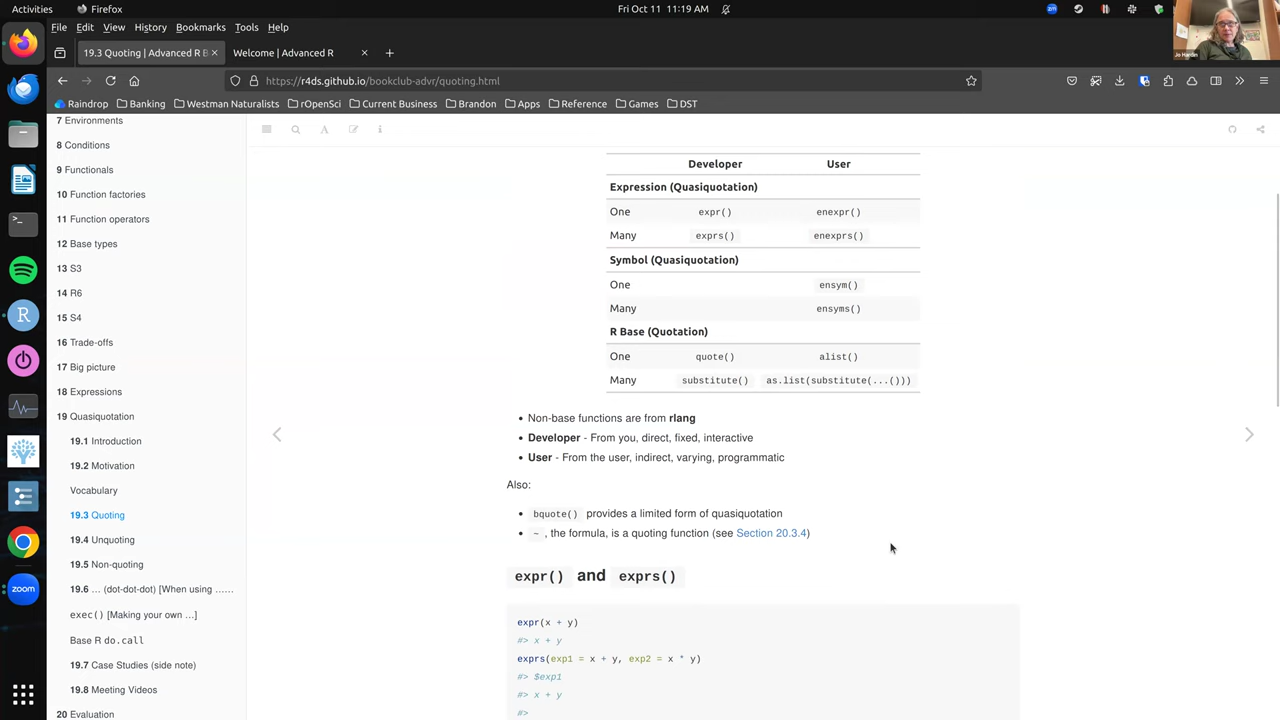 Activities Firefox Fri Oct 11 11:19 AM
File Edit View History Bookmarks Tools Help
19.3 Quoting | Advanced R B Welcome | Advanced R
https://r4ds.github.io/bookclub-advr/quoting.html
Raindrop Banking Westman Naturalists rOpenSci Current Business Brandon Apps Reference Games DST
Jo Hardin
7 Environments
8 Conditions
9 Functionals
10 Function factories
11 Function operators
12 Base types
13 S3
14 R6
15 S4
16 Trade-offs
17 Big picture
18 Expressions
19 Quasiquotation
19.1 Introduction
19.2 Motivation
Vocabulary
19.3 Quoting
19.4 Unquoting
19.5 Non-quoting
19.6 … (dot-dot-dot) [When using ……
exec() [Making your own …]
Base R do.call
19.7 Case Studies (side note)
19.8 Meeting Videos
20 Evaluation
zoom
Developer User
Expression (Quasiquotation)
One expr() enexpr()
Many exprs() enexprs()
Symbol (Quasiquotation)
One ensym()
Many ensyms()
R Base (Quotation)
One quote() alist()
Many substitute() as.list(substitute(...()))
• Non-base functions are from rlang
• Developer - From you, direct, fixed, interactive
• User - From the user, indirect, varying, programmatic
Also:
• bquote() provides a limited form of quasiquotation
• ~, the formula, is a quoting function (see Section 20.3.4)
expr() and exprs()
expr(x + y)
#> x + y
exprs(exp1 = x + y, exp2 = x * y)
#> $exp1
#> x + y
#>